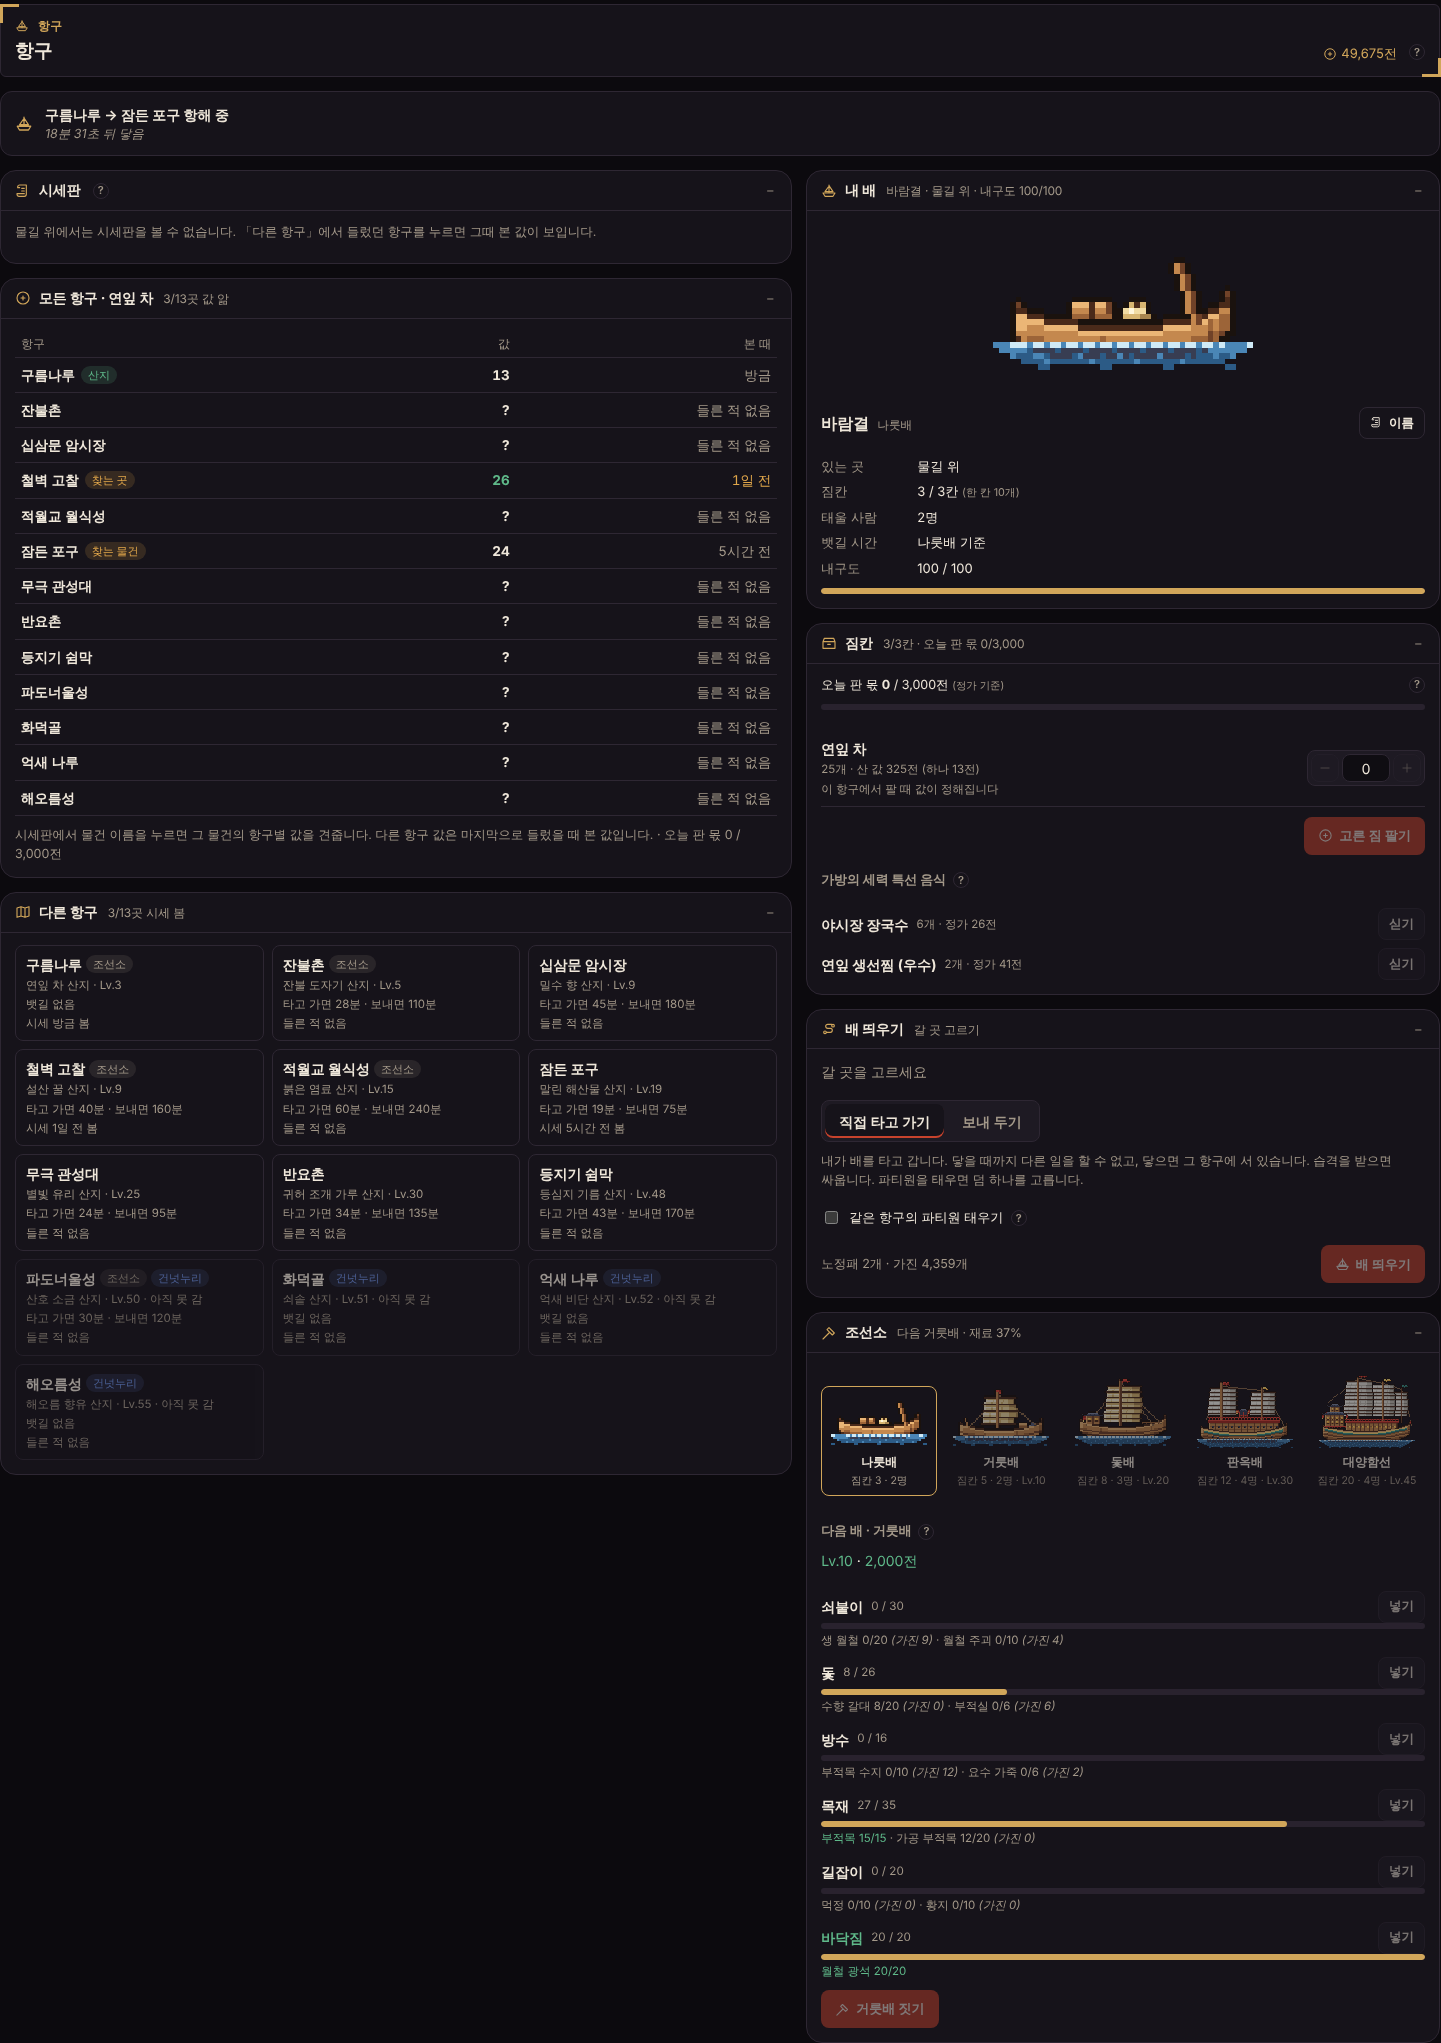 항구
항구
49,675전 ?
구름나루 → 잠든 포구 항해 중
18분 31초 뒤 닿음
시세판 ? −
물길 위에서는 시세판을 볼 수 없습니다. 「다른 항구」에서 들렀던 항구를 누르면 그때 본 값이 보입니다.
모든 항구 · 연잎 차 3/13곳 값 앎 −
항구 값 본 때
구름나루 산지 13 방금
잔불촌 ? 들른 적 없음
십삼문 암시장 ? 들른 적 없음
철벽 고찰 찾는 곳 26 1일 전
적월교 월식성 ? 들른 적 없음
잠든 포구 찾는 물건 24 5시간 전
무극 관성대 ? 들른 적 없음
반요촌 ? 들른 적 없음
등지기 쉼막 ? 들른 적 없음
파도너울성 ? 들른 적 없음
화덕골 ? 들른 적 없음
억새 나루 ? 들른 적 없음
해오름성 ? 들른 적 없음
시세판에서 물건 이름을 누르면 그 물건의 항구별 값을 견줍니다. 다른 항구 값은 마지막으로 들렀을 때 본 값입니다. · 오늘 판 몫 0 /
3,000전
다른 항구 3/13곳 시세 봄 −
구름나루 조선소
연잎 차 산지 · Lv.3
뱃길 없음
시세 방금 봄
잔불촌 조선소
잔불 도자기 산지 · Lv.5
타고 가면 28분 · 보내면 110분
들른 적 없음
십삼문 암시장
밀수 향 산지 · Lv.9
타고 가면 45분 · 보내면 180분
들른 적 없음
철벽 고찰 조선소
설산 꿀 산지 · Lv.9
타고 가면 40분 · 보내면 160분
시세 1일 전 봄
적월교 월식성 조선소
붉은 염료 산지 · Lv.15
타고 가면 60분 · 보내면 240분
들른 적 없음
잠든 포구
말린 해산물 산지 · Lv.19
타고 가면 19분 · 보내면 75분
시세 5시간 전 봄
무극 관성대
별빛 유리 산지 · Lv.25
타고 가면 24분 · 보내면 95분
들른 적 없음
반요촌
귀허 조개 가루 산지 · Lv.30
타고 가면 34분 · 보내면 135분
들른 적 없음
등지기 쉼막
등심지 기름 산지 · Lv.48
타고 가면 43분 · 보내면 170분
들른 적 없음
파도너울성 조선소 건넛누리
산호 소금 산지 · Lv.50 · 아직 못 감
타고 가면 30분 · 보내면 120분
들른 적 없음
화덕골 건넛누리
쇠솥 산지 · Lv.51 · 아직 못 감
뱃길 없음
들른 적 없음
억새 나루 건넛누리
억새 비단 산지 · Lv.52 · 아직 못 감
뱃길 없음
들른 적 없음
해오름성 건넛누리
해오름 향유 산지 · Lv.55 · 아직 못 감
뱃길 없음
들른 적 없음
내 배 바람결 · 물길 위 · 내구도 100/100 −
바람결 나룻배 이름
있는 곳 물길 위
짐칸 3 / 3칸 (한 칸 10개)
태울 사람 2명
뱃길 시간 나룻배 기준
내구도 100 / 100
짐칸 3/3칸 · 오늘 판 몫 0/3,000 −
오늘 판 몫 0 / 3,000전 (정가 기준) ?
연잎 차
25개 · 산 값 325전 (하나 13전)
이 항구에서 팔 때 값이 정해집니다
− 0 +
고른 짐 팔기
가방의 세력 특선 음식 ?
야시장 장국수 6개 · 정가 26전 싣기
연잎 생선찜 (우수) 2개 · 정가 41전 싣기
배 띄우기 갈 곳 고르기 −
갈 곳을 고르세요
직접 타고 가기 보내 두기
내가 배를 타고 갑니다. 닿을 때까지 다른 일을 할 수 없고, 닿으면 그 항구에 서 있습니다. 습격을 받으면
싸웁니다. 파티원을 태우면 덤 하나를 고릅니다.
같은 항구의 파티원 태우기 ?
노정패 2개 · 가진 4,359개 배 띄우기
조선소 다음 거룻배 · 재료 37% −
나룻배
짐칸 3 · 2명
거룻배
짐칸 5 · 2명 · Lv.10
돛배
짐칸 8 · 3명 · Lv.20
판옥배
짐칸 12 · 4명 · Lv.30
대양함선
짐칸 20 · 4명 · Lv.45
다음 배 · 거룻배 ?
Lv.10 · 2,000전
쇠붙이 0 / 30 넣기
생 월철 0/20 (가진 9) · 월철 주괴 0/10 (가진 4)
돛 8 / 26 넣기
수향 갈대 8/20 (가진 0) · 부적실 0/6 (가진 6)
방수 0 / 16 넣기
부적목 수지 0/10 (가진 12) · 요수 가죽 0/6 (가진 2)
목재 27 / 35 넣기
부적목 15/15 · 가공 부적목 12/20 (가진 0)
길잡이 0 / 20 넣기
먹정 0/10 (가진 0) · 황지 0/10 (가진 0)
바닥짐 20 / 20 넣기
월철 광석 20/20
거룻배 짓기